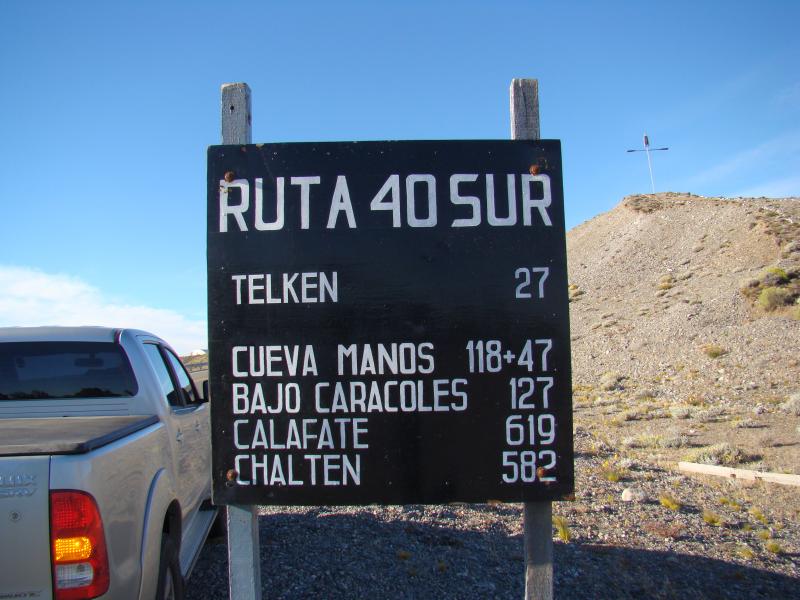 RUTA 40 SUR
TELKEN 27
CUEVA MANOS 118+47
BAJO CARACOLES 127
CALAFATE 619
CHALTEN 582